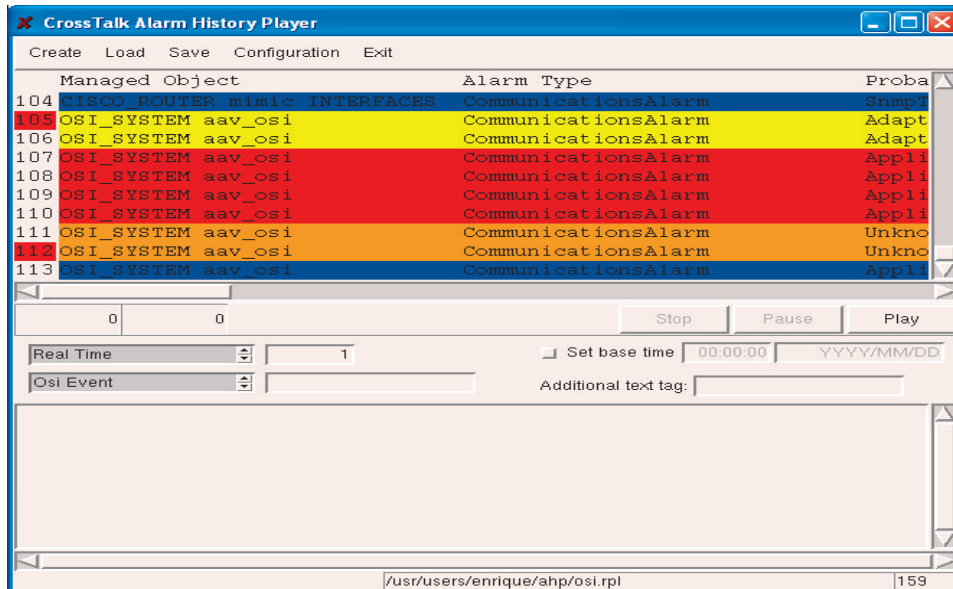 CrossTalk Alarm History Player
Create Load Save Configuration Exit
Managed Object Alarm Type Proba
104 CISCO_ROUTER mimic INTERFACES CommunicationsAlarm SnmpT
105 OSI_SYSTEM aav_osi CommunicationsAlarm Adapt
106 OSI_SYSTEM aav_osi CommunicationsAlarm Adapt
107 OSI_SYSTEM aav_osi CommunicationsAlarm Appli
108 OSI_SYSTEM aav_osi CommunicationsAlarm Appli
109 OSI_SYSTEM aav_osi CommunicationsAlarm Appli
110 OSI_SYSTEM aav_osi CommunicationsAlarm Appli
111 OSI_SYSTEM aav_osi CommunicationsAlarm Unkno
112 OSI_SYSTEM aav_osi CommunicationsAlarm Unkno
113 OSI_SYSTEM aav_osi CommunicationsAlarm Appli
0 0 Stop Pause Play
Real Time 1 Set base time 00:00:00 YYYY/MM/DD
Osi Event Additional text tag:
/usr/users/enrique/ahp/osi.rpl 159